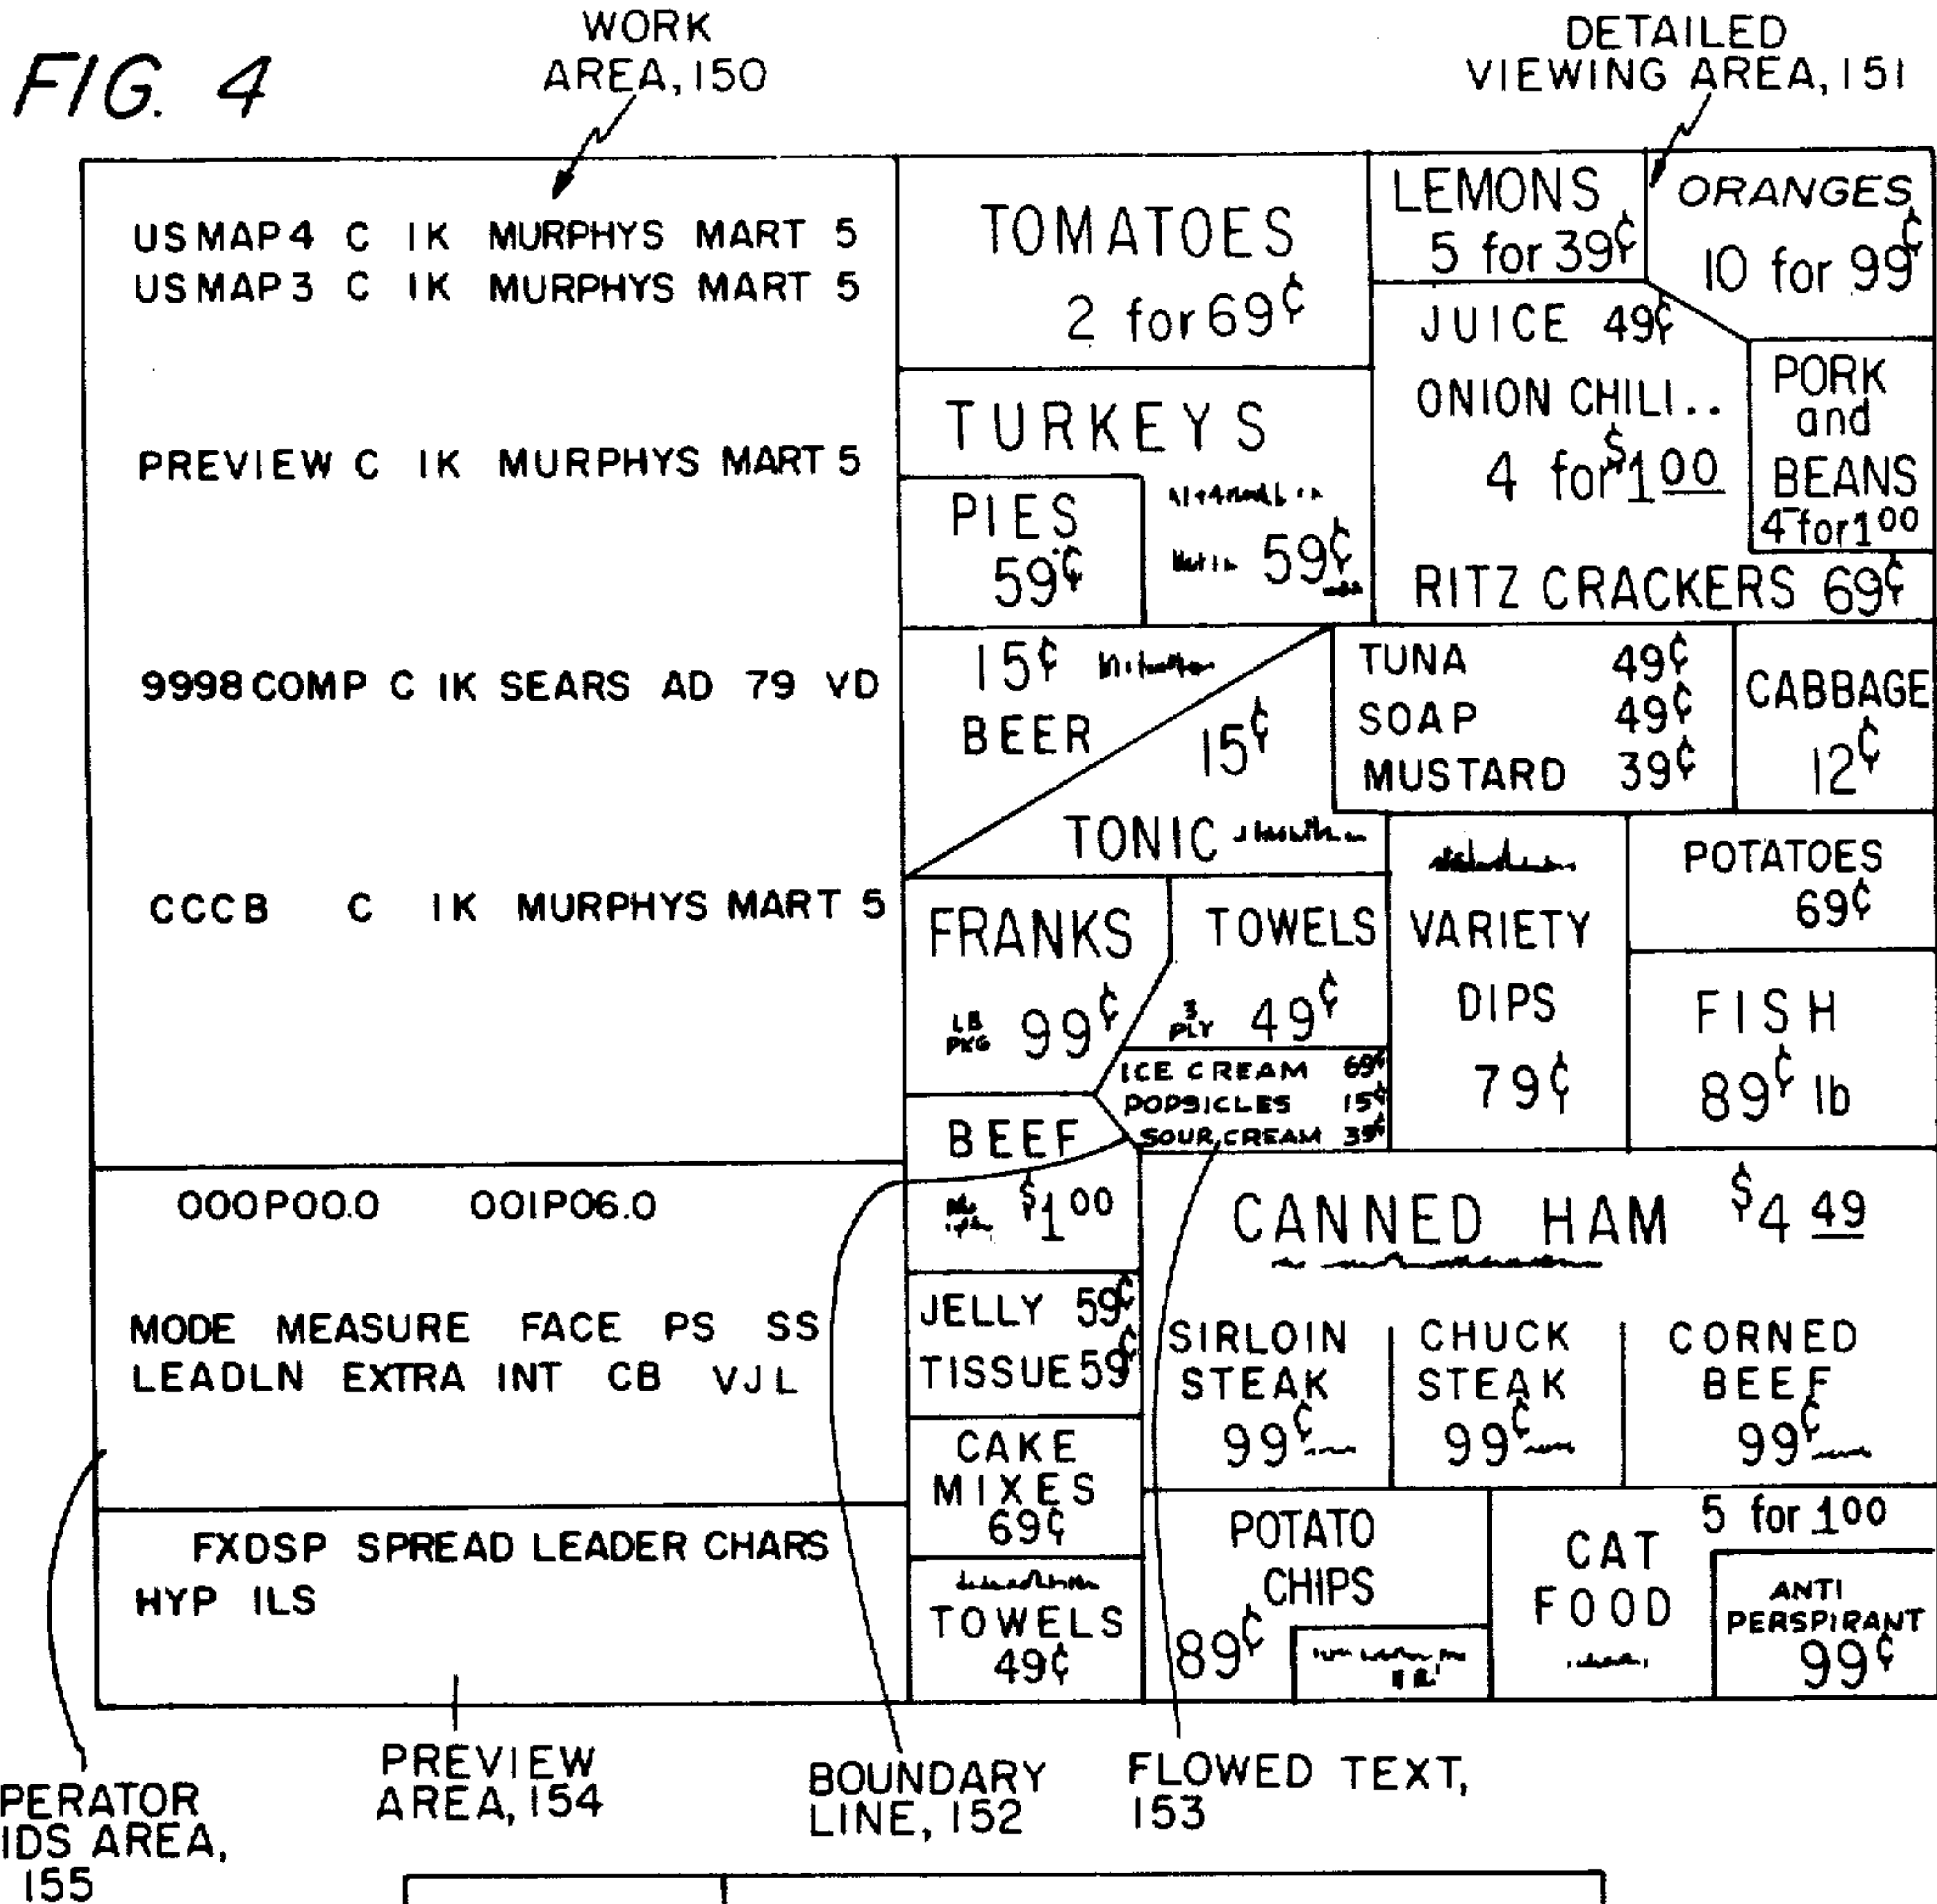 FIG. 4
WORK
AREA, 150
DETAILED
VIEWING AREA, 151
USMAP4 C IK MURPHYS MART 5
USMAP3 C IK MURPHYS MART 5
PREVIEW C IK MURPHYS MART 5
9998COMP C IK SEARS AD 79 VD
CCCB C IK MURPHYS MART 5
000P00.0 001P06.0
MODE MEASURE FACE PS SS
LEADLN EXTRA INT CB VJL
FXDSP SPREAD LEADER CHARS
HYP ILS
TOMATOES
2 for 69¢
LEMONS
5 for 39¢
ORANGES
10 for 99¢
JUICE 49¢
ONION CHILI..
4 for $1 00
PORK
and
BEANS
4 for 1 00
RITZ CRACKERS 69¢
TURKEYS
59¢
PIES
59¢
15¢
BEER
15¢
TONIC
TUNA 49¢
SOAP 49¢
MUSTARD 39¢
CABBAGE
12¢
FRANKS
LB
PKG 99¢
TOWELS
3
PLY 49¢
ICE CREAM 69¢
POPSICLES 15¢
SOUR CREAM 39¢
VARIETY
DIPS
79¢
POTATOES
69¢
FISH
89¢ lb
BEEF
$1 00
CANNED HAM $4 49
JELLY 59¢
TISSUE 59¢
SIRLOIN
STEAK
99¢
CHUCK
STEAK
99¢
CORNED
BEEF
99¢
CAKE
MIXES
69¢
TOWELS
49¢
POTATO
CHIPS
89¢
CAT
FOOD
5 for 1 00
ANTI
PERSPIRANT
99¢
PERATOR
IDS AREA,
155
PREVIEW
AREA, 154
BOUNDARY
LINE, 152
FLOWED TEXT,
153